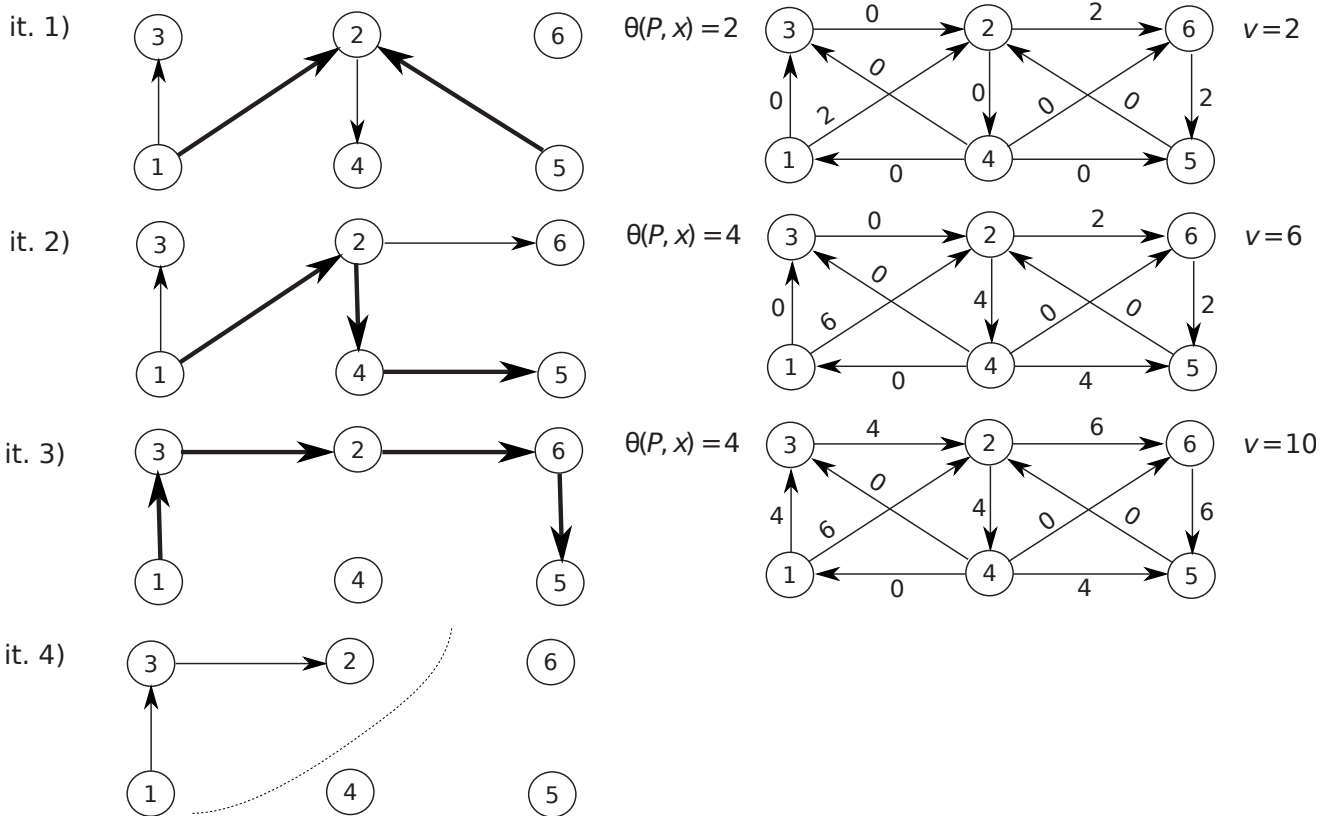 it. 1)
3 2 6
1 4 5
θ(P, x) = 2
3 0 2 2 6
0 2 0 0 0 0 2
1 0 4 0 5
v = 2
it. 2)
3 2 6
1 4 5
θ(P, x) = 4
3 0 2 2 6
0 6 0 4 0 0 2
1 0 4 4 5
v = 6
it. 3)
3 2 6
1 4 5
θ(P, x) = 4
3 4 2 6 6
4 6 0 4 0 0 6
1 0 4 4 5
v = 10
it. 4)
3 2 6
1 4 5